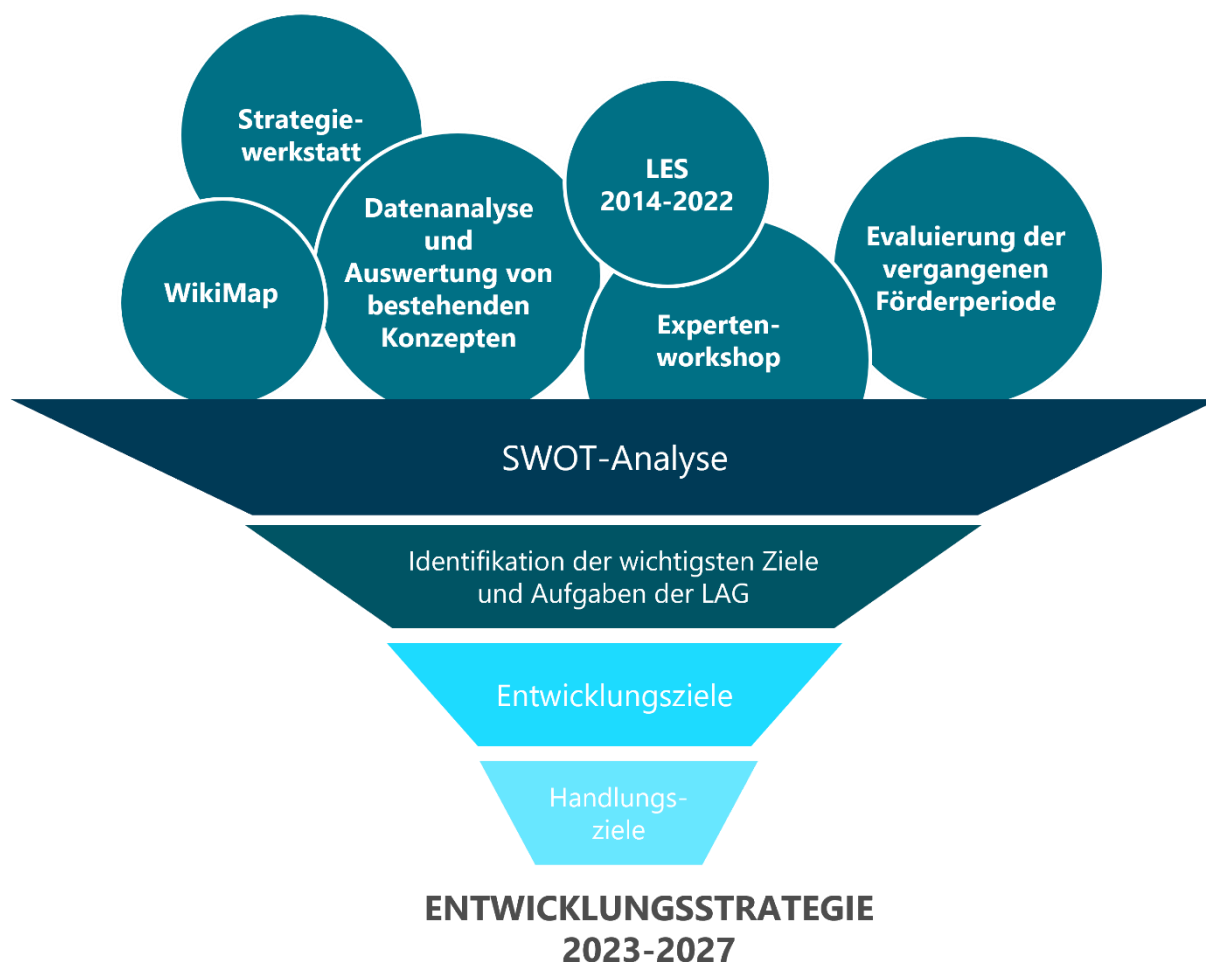 Strategie-
werkstatt
WikiMap
Datenanalyse
und
Auswertung von
bestehenden
Konzepten
LES
2014-2022
Experten-
workshop
Evaluierung der
vergangenen
Förderperiode
SWOT-Analyse
Identifikation der wichtigsten Ziele
und Aufgaben der LAG
Entwicklungsziele
Handlungs-
ziele
ENTWICKLUNGSSTRATEGIE
2023-2027